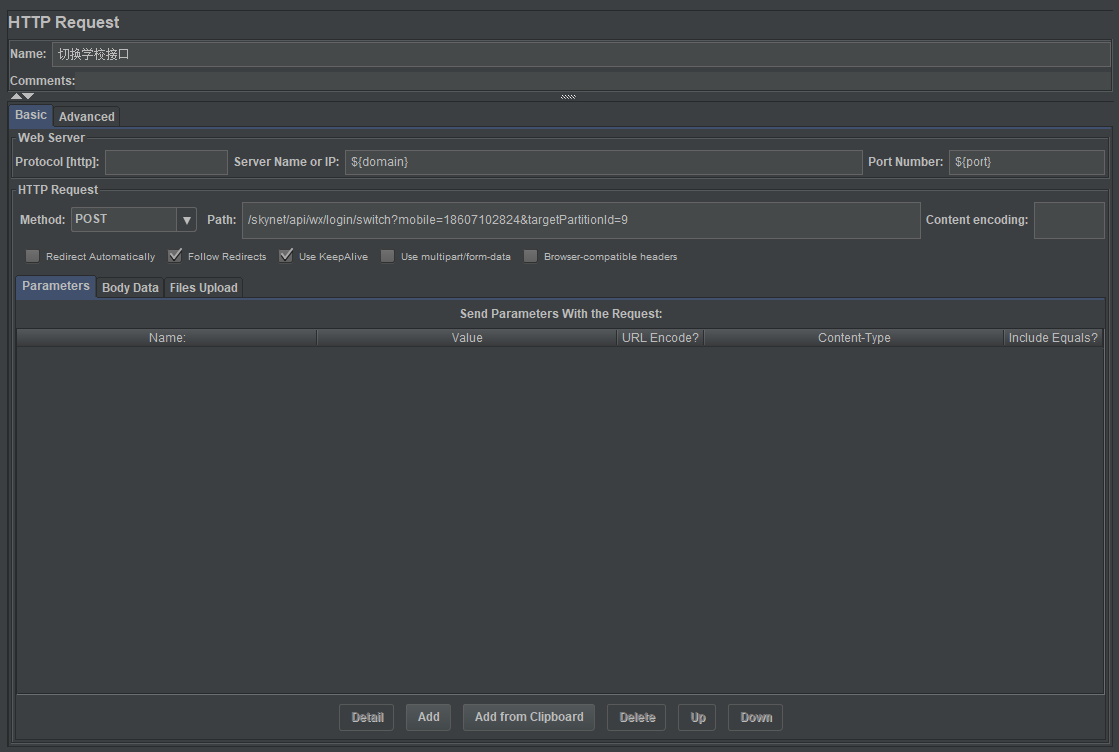 HTTP Request
Name: 切换学校接口
Comments:
Basic Advanced
Web Server
Protocol [http]: Server Name or IP: ${domain} Port Number: ${port}
HTTP Request
Method: POST Path: /skynet/api/wx/login/switch?mobile=18607102824&targetPartitionId=9 Content encoding:
Redirect Automatically Follow Redirects Use KeepAlive Use multipart/form-data Browser-compatible headers
Parameters Body Data Files Upload
Send Parameters With the Request:
Name: Value URL Encode? Content-Type Include Equals?
Detail Add Add from Clipboard Delete Up Down